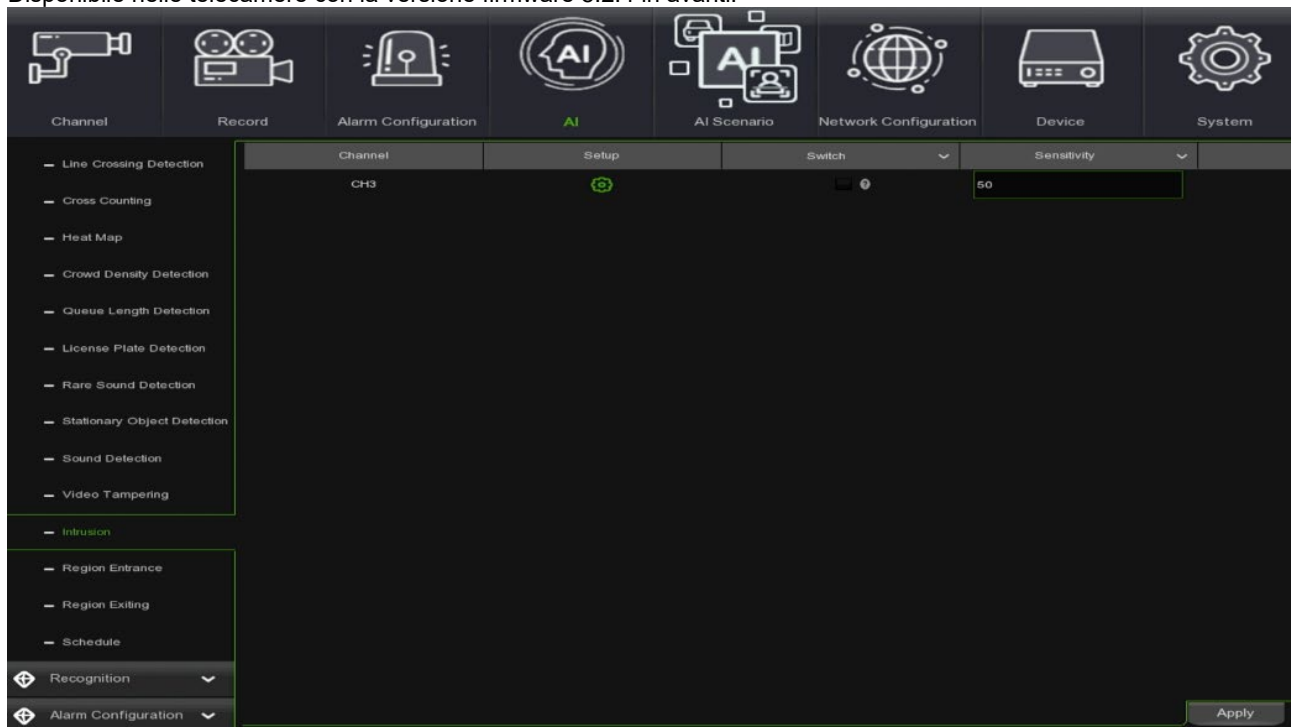 Disponibile nelle telecamere con la versione firmware 8.2.4 in avanti.
AI
AI
Channel
Record
Alarm Configuration
AI
AI Scenario
Network Configuration
Device
System
Channel
Setup
Switch
Sensitivity
CH3
50
Line Crossing Detection
Cross Counting
Heat Map
Crowd Density Detection
Queue Length Detection
License Plate Detection
Rare Sound Detection
Stationary Object Detection
Sound Detection
Video Tampering
Intrusion
Region Entrance
Region Exiting
Schedule
Recognition
Alarm Configuration
Apply